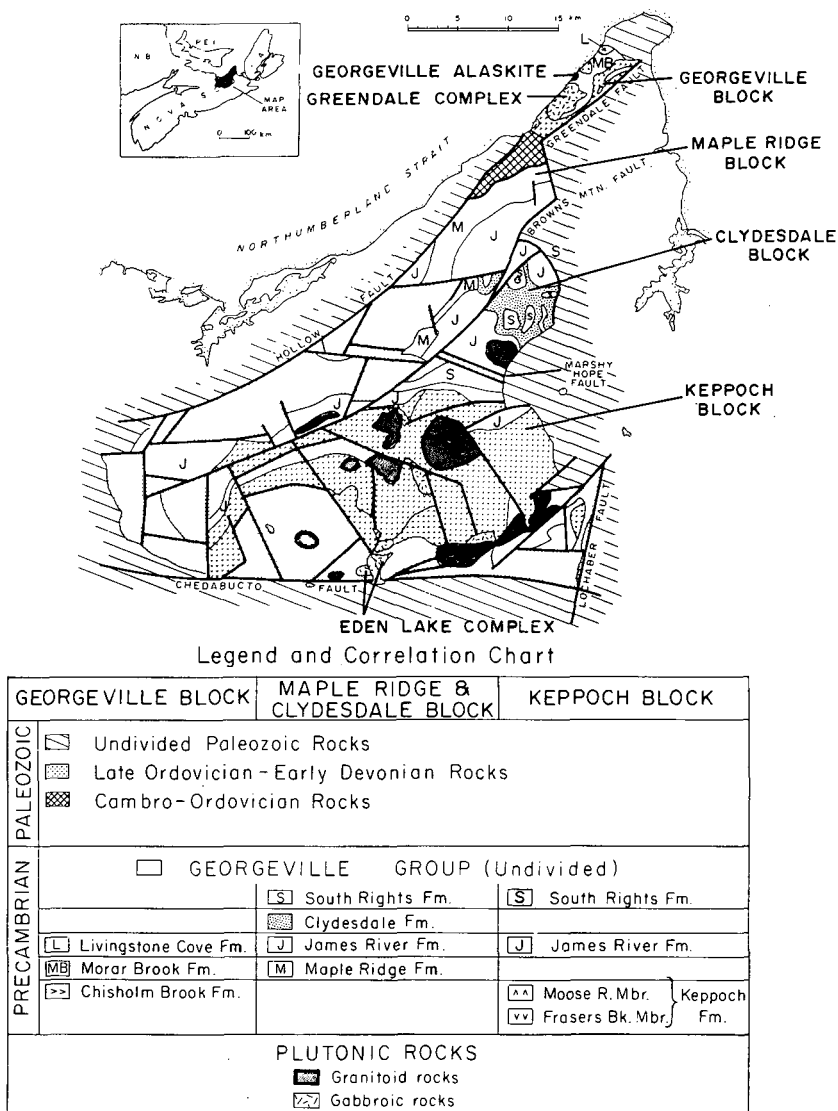 0 5 10 15 km
N B
P E I
NOVA S
MAP
AREA
0 100 km
L
MB
GEORGEVILLE ALASKITE
GREENDALE COMPLEX
GEORGEVILLE
BLOCK
GREENDALE FAULT
MAPLE RIDGE
BLOCK
NORTHUMBERLAND STRAIT
BROWNS MTN. FAULT
M
J
J
J
S
CLYDESDALE
BLOCK
M
S
J
HOLLOW FAULT
M
J
J
S
S
MARSHY
HOPE
FAULT
S
J
J
J
KEPPOCH
BLOCK
J
J
CHEDABUCTO FAULT
LOCHABER FAULT
EDEN LAKE COMPLEX
Legend and Correlation Chart
GEORGEVILLE BLOCK MAPLE RIDGE & CLYDESDALE BLOCK KEPPOCH BLOCK
PALEOZOIC
Undivided Paleozoic Rocks
Late Ordovician-Early Devonian Rocks
Cambro-Ordovician Rocks
PRECAMBRIAN
GEORGEVILLE GROUP (Undivided)
S South Rights Fm. S South Rights Fm.
Clydesdale Fm.
L Livingstone Cove Fm. J James River Fm. J James River Fm.
MB Morar Brook Fm. M Maple Ridge Fm.
>> Chisholm Brook Fm. ^^ Moose R. Mbr. } Keppoch
vv Frasers Bk. Mbr. Fm.
PLUTONIC ROCKS
Granitoid rocks
Gabbroic rocks